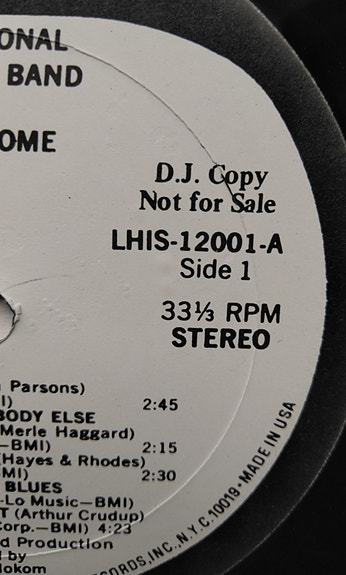 ONAL
BAND
OME
D.J. Copy
Not for Sale
LHIS-12001-A
Side 1
33⅓ RPM
STEREO
Parsons)
I) 2:45
BODY ELSE
Merle Haggard)
—BMI) 2:15
(Hayes & Rhodes)
MI) 2:30
BLUES
-Lo Music—BMI)
T (Arthur Crudup)
Corp.—BMI) 4:23
d Production
d by
lokom
CORDS, INC., N.Y.C. 10019 • MADE IN USA